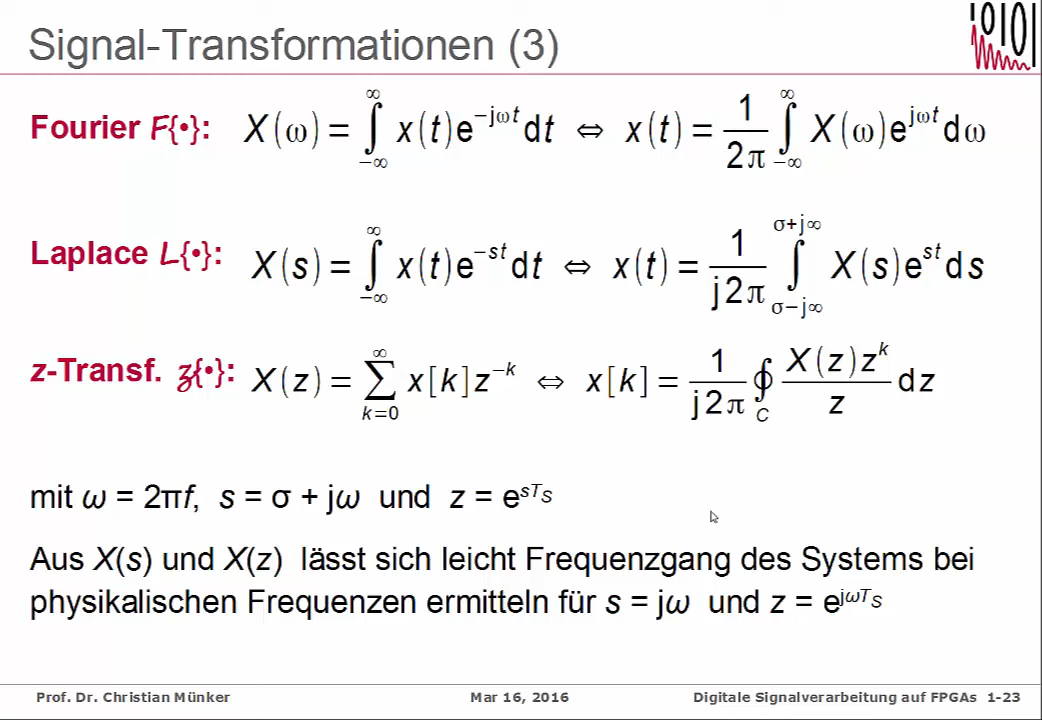 Signal-Transformationen (3)
Fourier F{•}: X(ω) = ∫_{−∞}^{∞} x(t)e^{−jωt}dt ⇔ x(t) = 1/2π ∫_{−∞}^{∞} X(ω)e^{jωt}dω
Laplace L{•}: X(s) = ∫_{−∞}^{∞} x(t)e^{−st}dt ⇔ x(t) = 1/j2π ∫_{σ−j∞}^{σ+j∞} X(s)e^{st}ds
z-Transf. z{•}: X(z) = ∑_{k=0}^{∞} x[k]z^{−k} ⇔ x[k] = 1/j2π ∮_C X(z)z^k/z dz
mit ω = 2πf, s = σ + jω und z = e^{sT_S}
Aus X(s) und X(z) lässt sich leicht Frequenzgang des Systems bei
physikalischen Frequenzen ermitteln für s = jω und z = e^{jωT_S}
Prof. Dr. Christian Münker Mar 16, 2016 Digitale Signalverarbeitung auf FPGAs 1-23